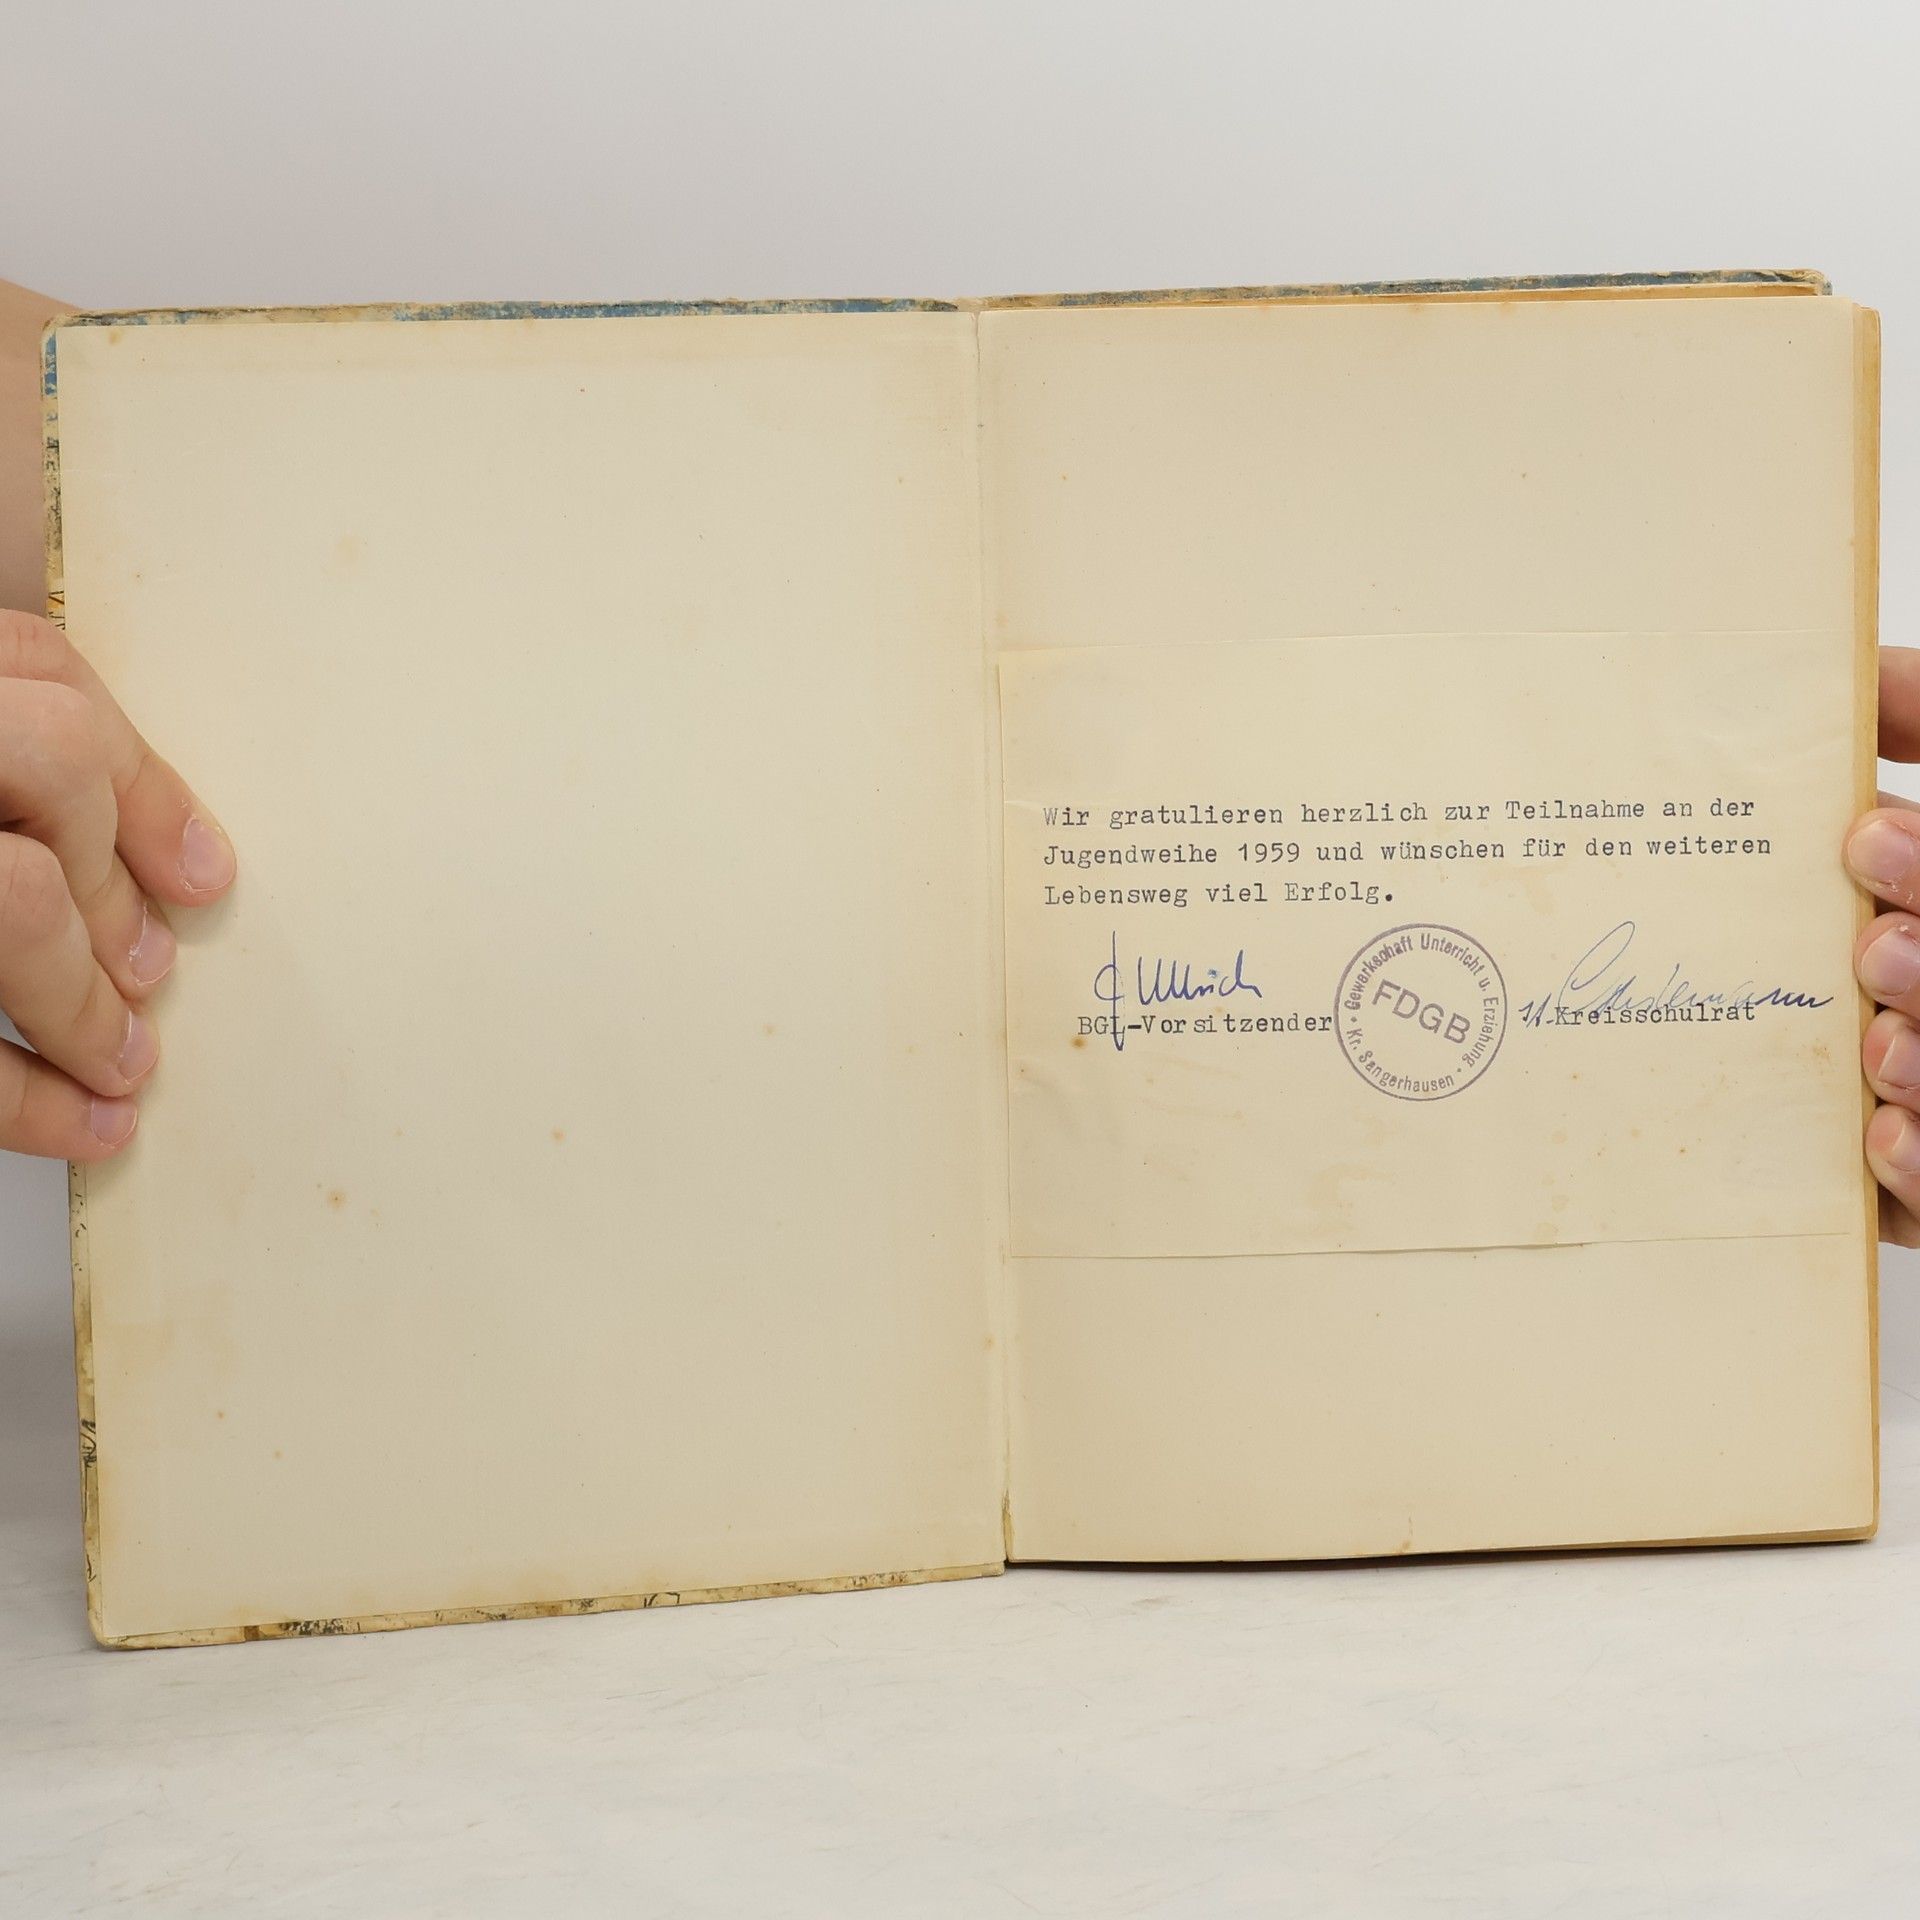 Wir gratulieren herzlich zur Teilnahme an der
Jugendweihe 1959 und wünschen für den weiteren
Lebensweg viel Erfolg.
Ullrich
BGL-Vorsitzender
Gewerkschaft Unterricht u. Erziehung
FDGB
Kr. Sangerhausen
Kreisschulrat